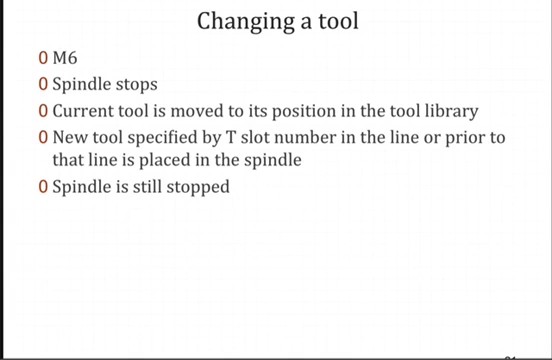 Changing a tool
0 M6
0 Spindle stops
0 Current tool is moved to its position in the tool library
0 New tool specified by T slot number in the line or prior to
that line is placed in the spindle
0 Spindle is still stopped